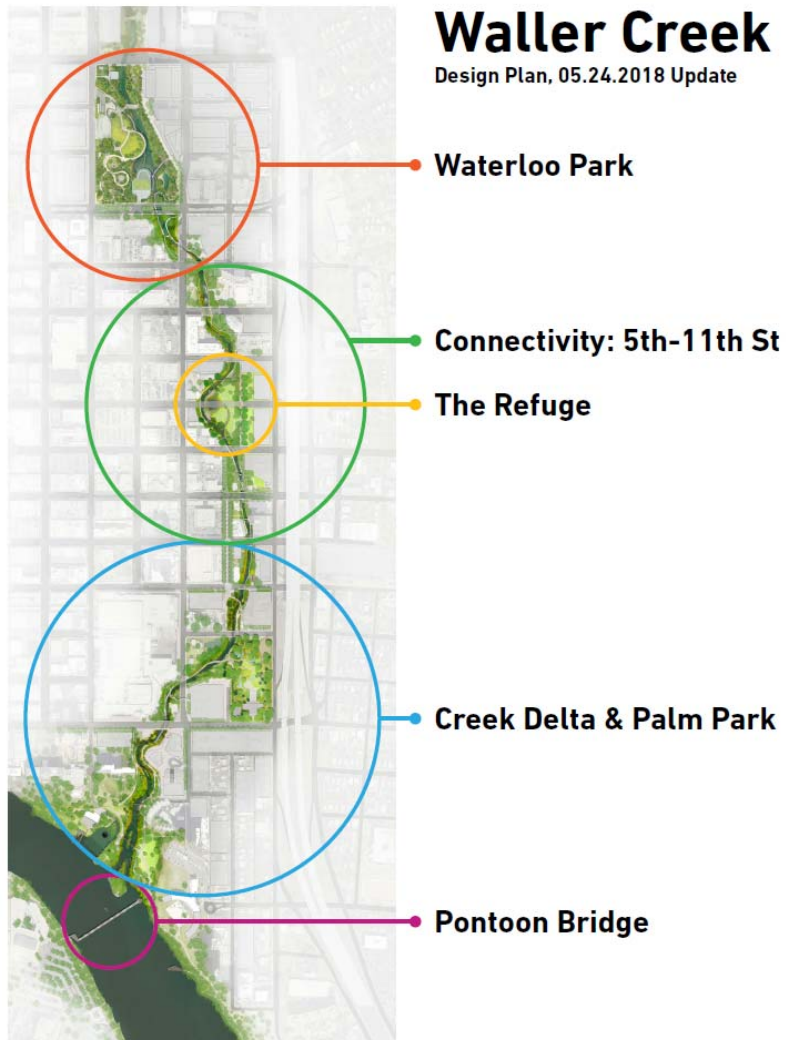 Waller Creek
Design Plan, 05.24.2018 Update
Waterloo Park
Connectivity: 5th-11th St
The Refuge
Creek Delta & Palm Park
Pontoon Bridge